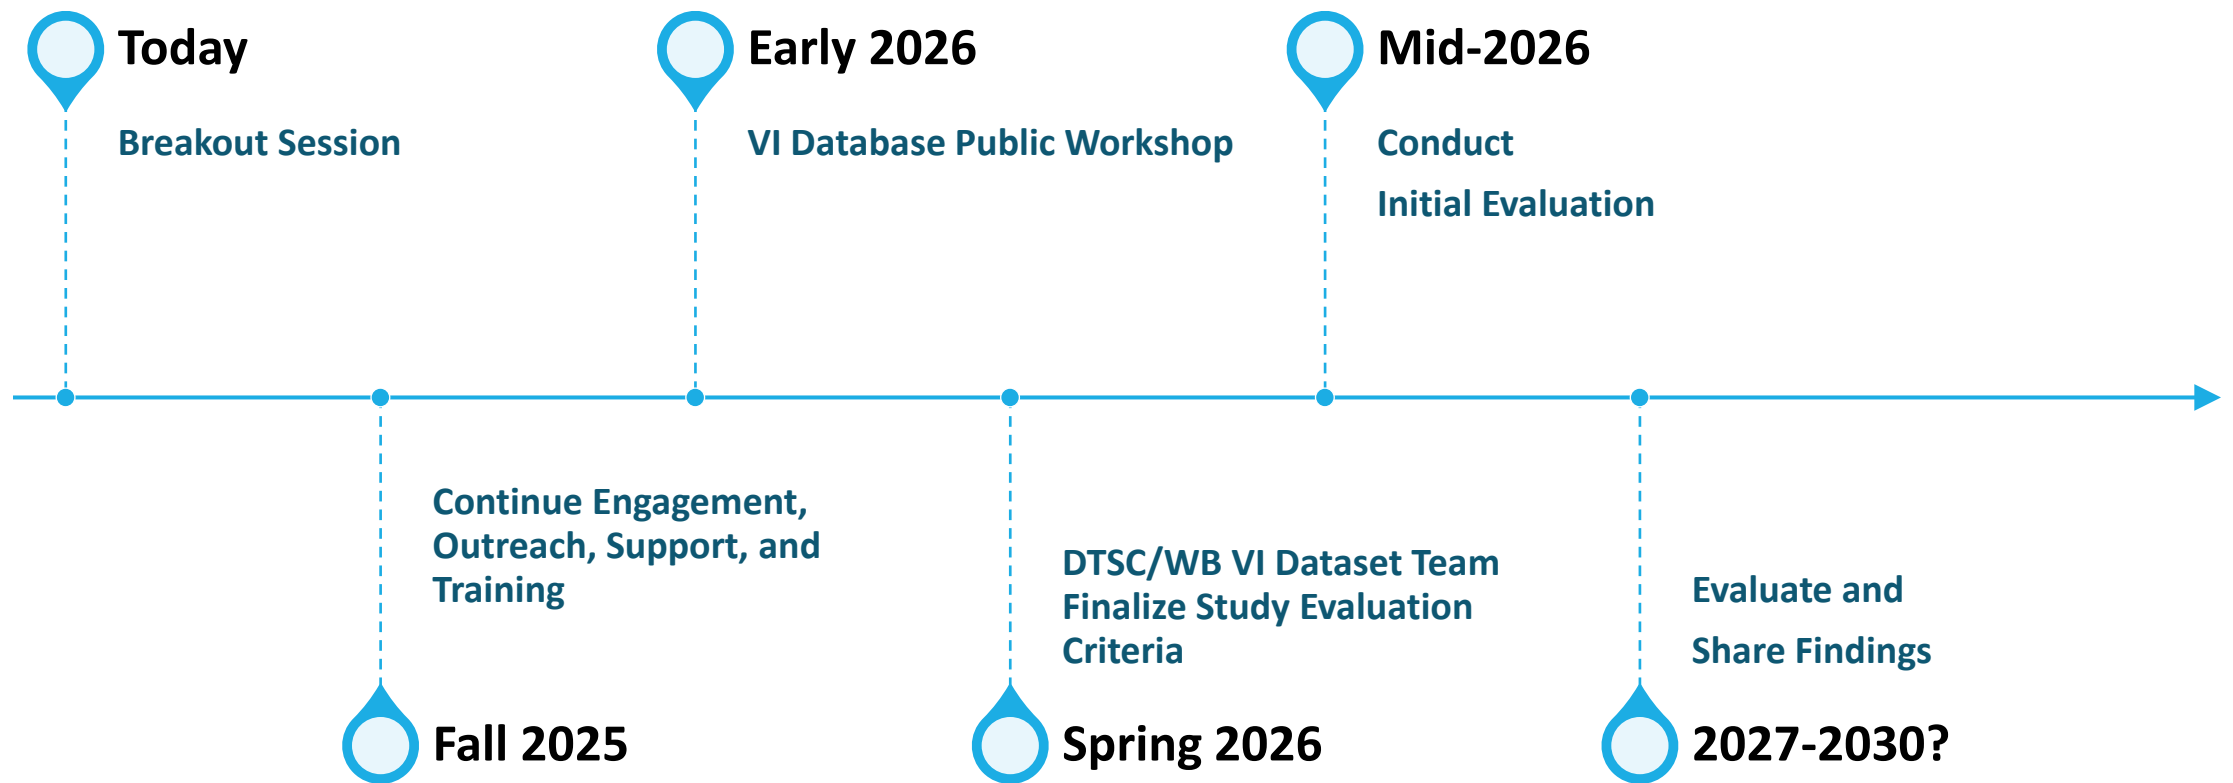 Today
Breakout Session
Early 2026
VI Database Public Workshop
Mid-2026
Conduct
Initial Evaluation
Continue Engagement,
Outreach, Support, and
Training
Fall 2025
DTSC/WB VI Dataset Team
Finalize Study Evaluation
Criteria
Spring 2026
Evaluate and
Share Findings
2027-2030?